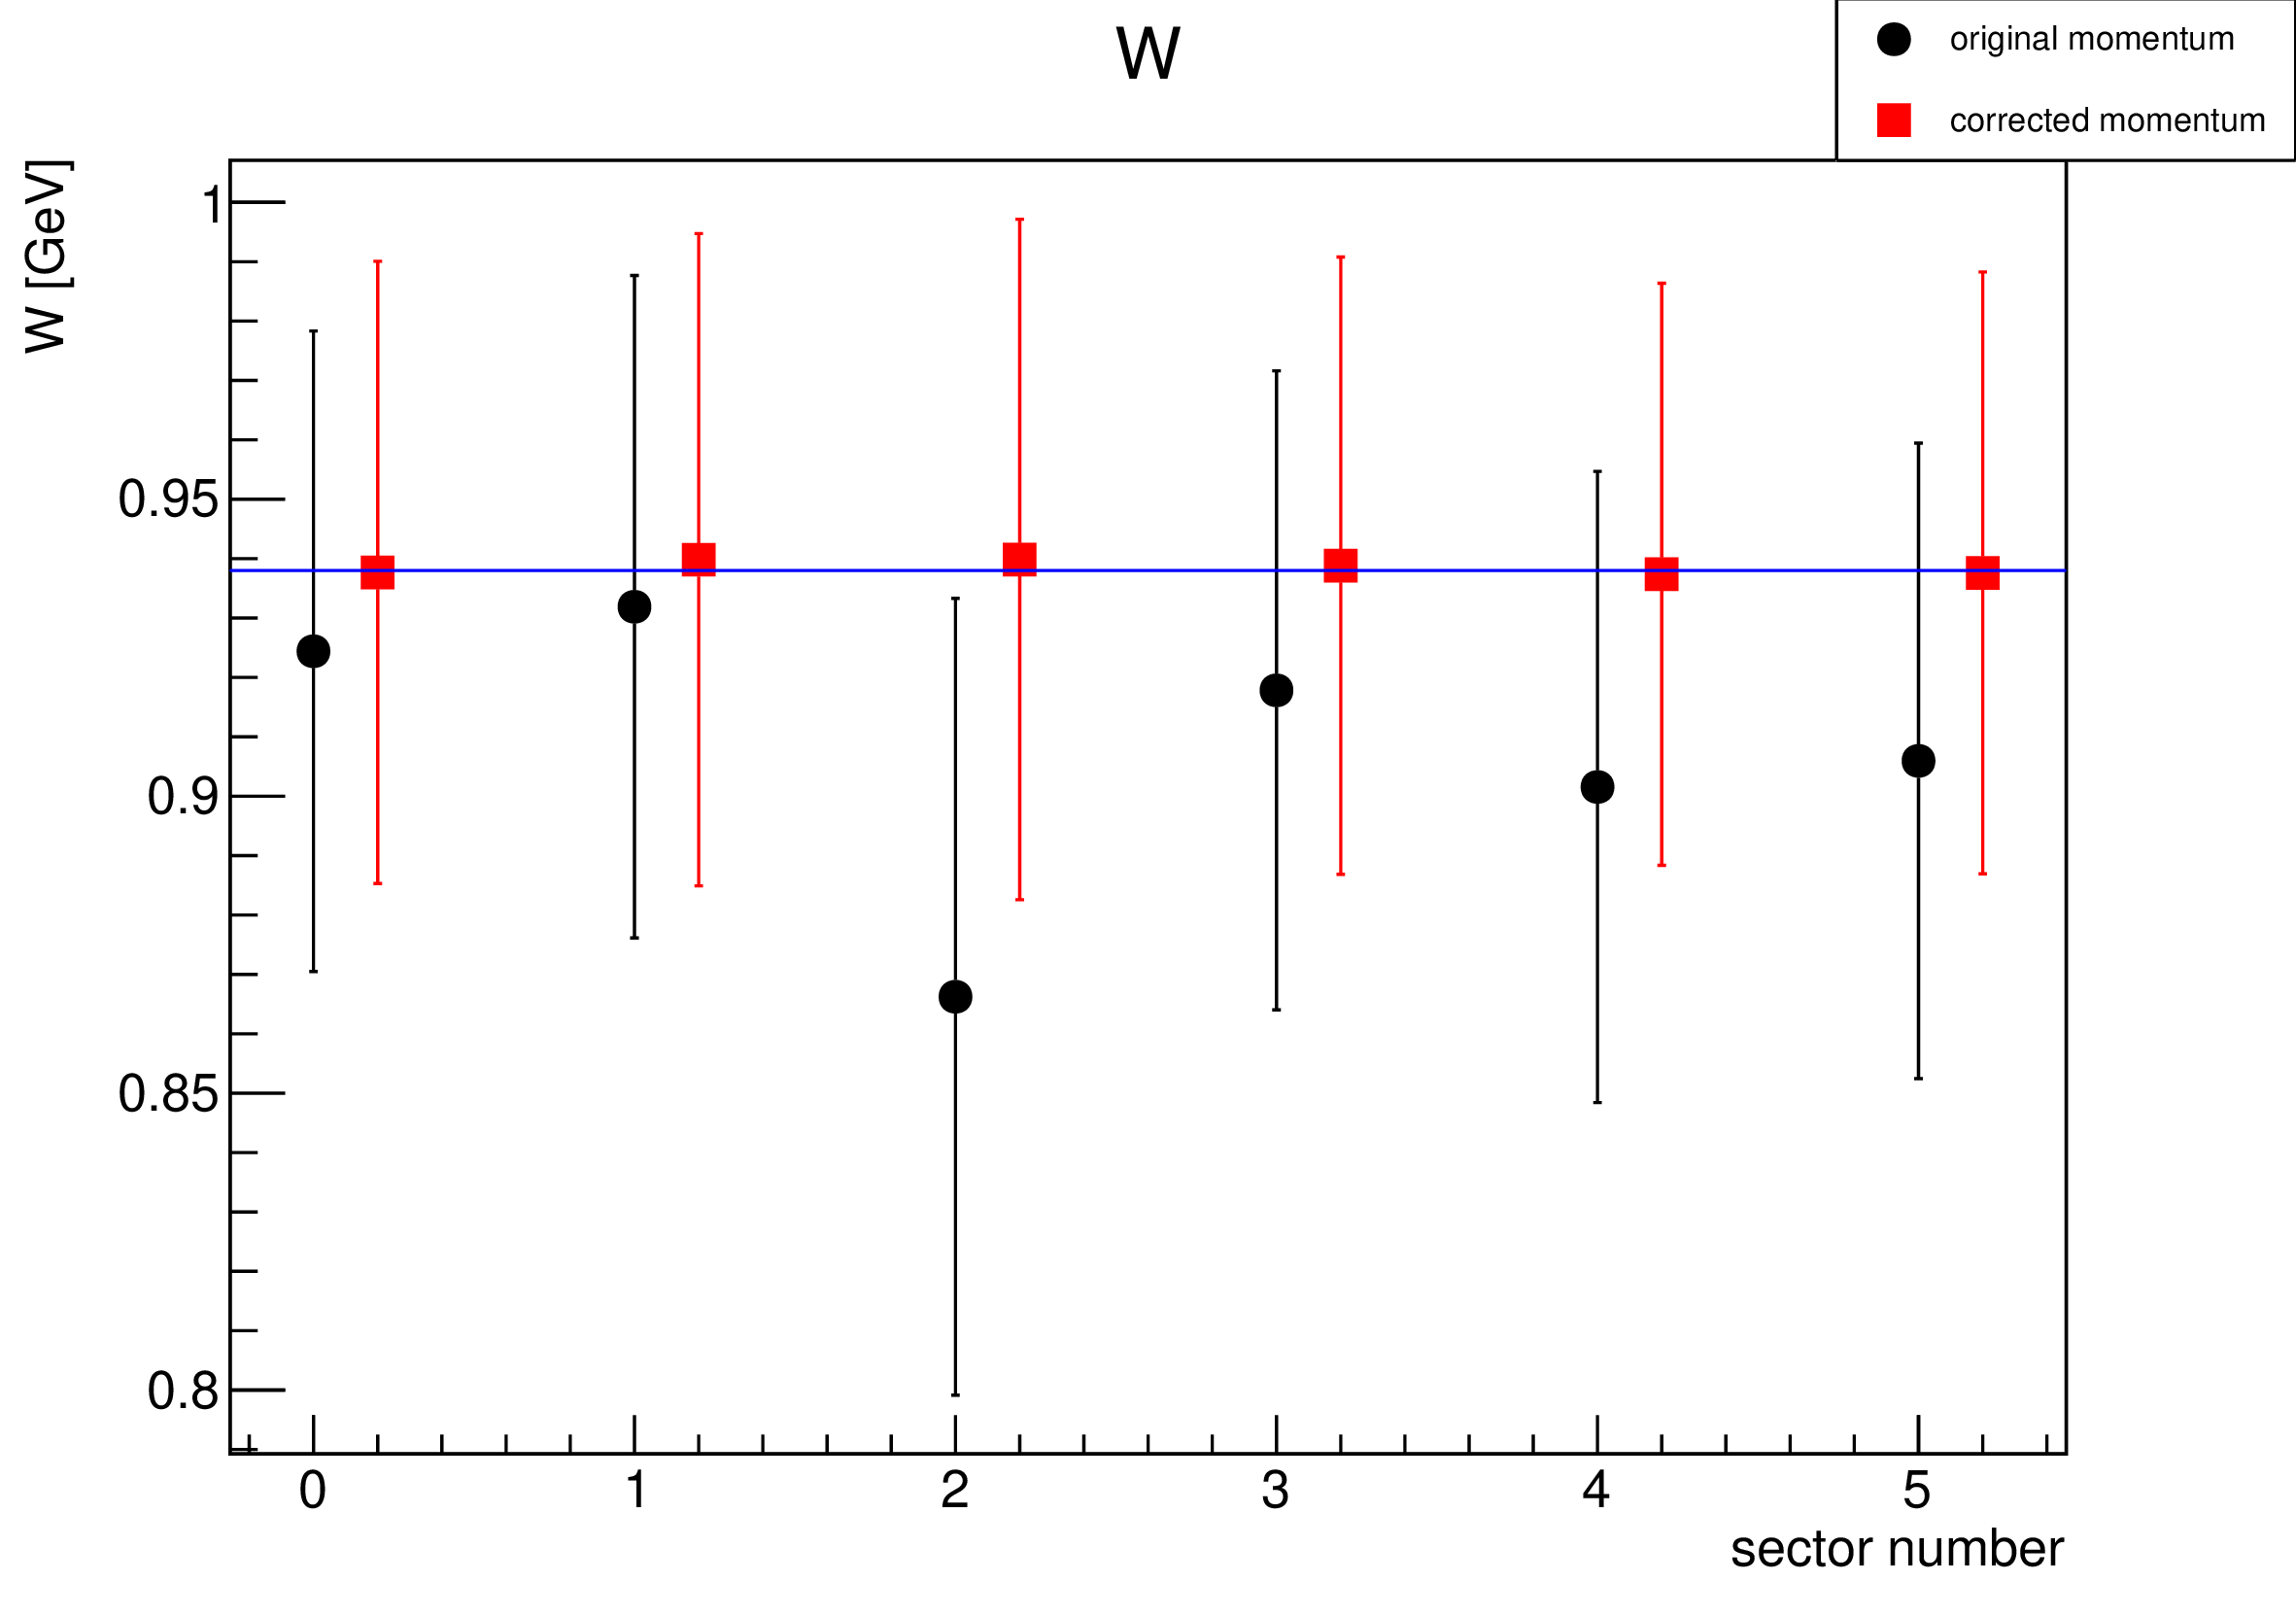 W
original momentum
corrected momentum
W [GeV]
1
0.95
0.9
0.85
0.8
0 1 2 3 4 5
sector number